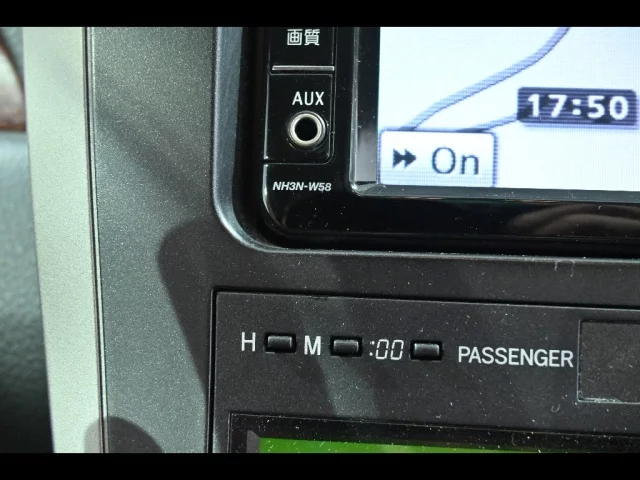 画質
AUX
17:50
On
NH3N-W58
H M :00 PASSENGER